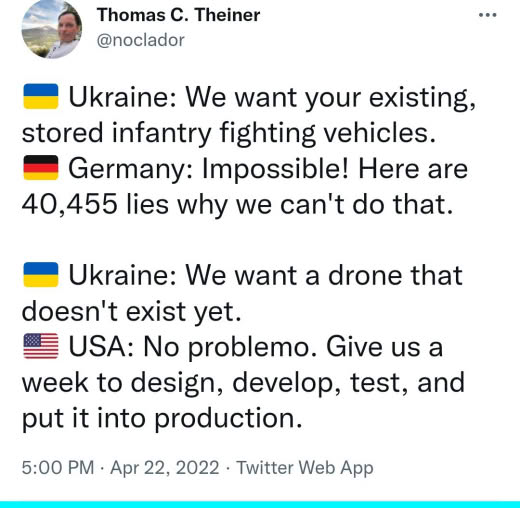 Thomas C. Theiner
@noclador
🇺🇦 Ukraine: We want your existing,
stored infantry fighting vehicles.
🇩🇪 Germany: Impossible! Here are
40,455 lies why we can't do that.
🇺🇦 Ukraine: We want a drone that
doesn't exist yet.
🇺🇸 USA: No problemo. Give us a
week to design, develop, test, and
put it into production.
5:00 PM · Apr 22, 2022 · Twitter Web App